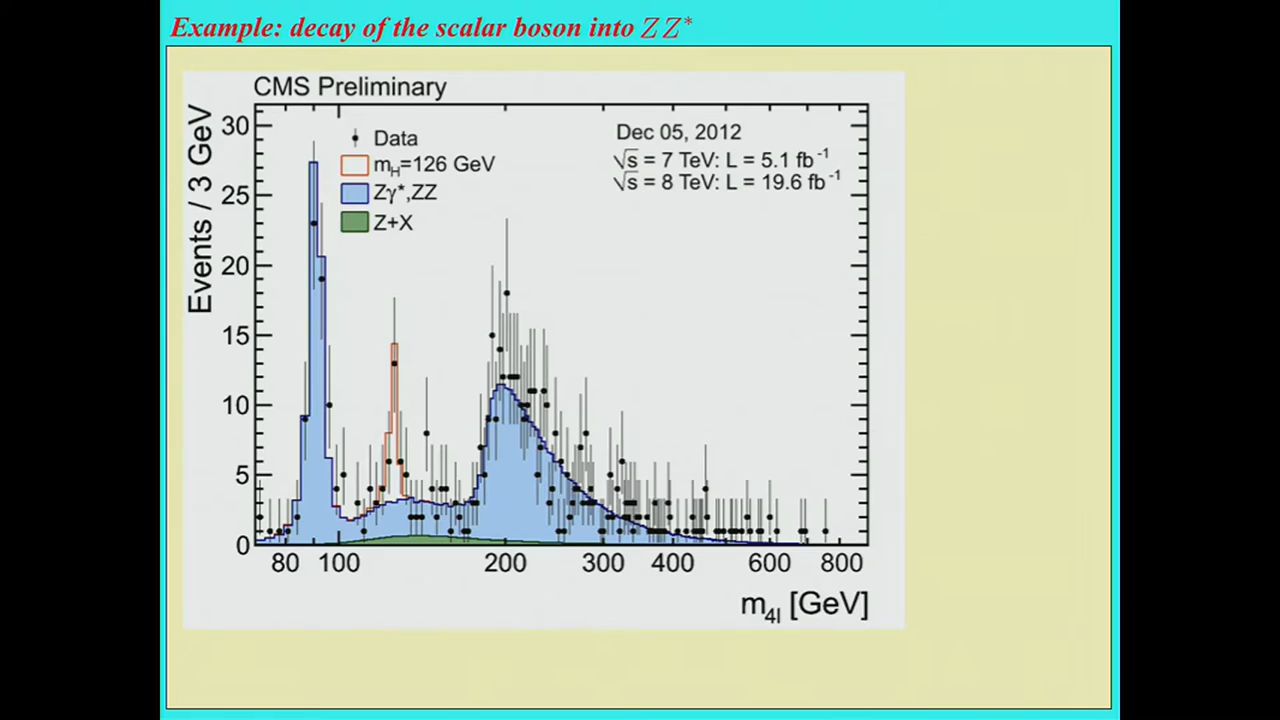 Example: decay of the scalar boson into ZZ*
CMS Preliminary
Events / 3 GeV
30
25
20
15
10
5
0
Data
m_H=126 GeV
Zγ*,ZZ
Z+X
Dec 05, 2012
√s = 7 TeV: L = 5.1 fb⁻¹
√s = 8 TeV: L = 19.6 fb⁻¹
80 100 200 300 400 600 800
m_4l [GeV]